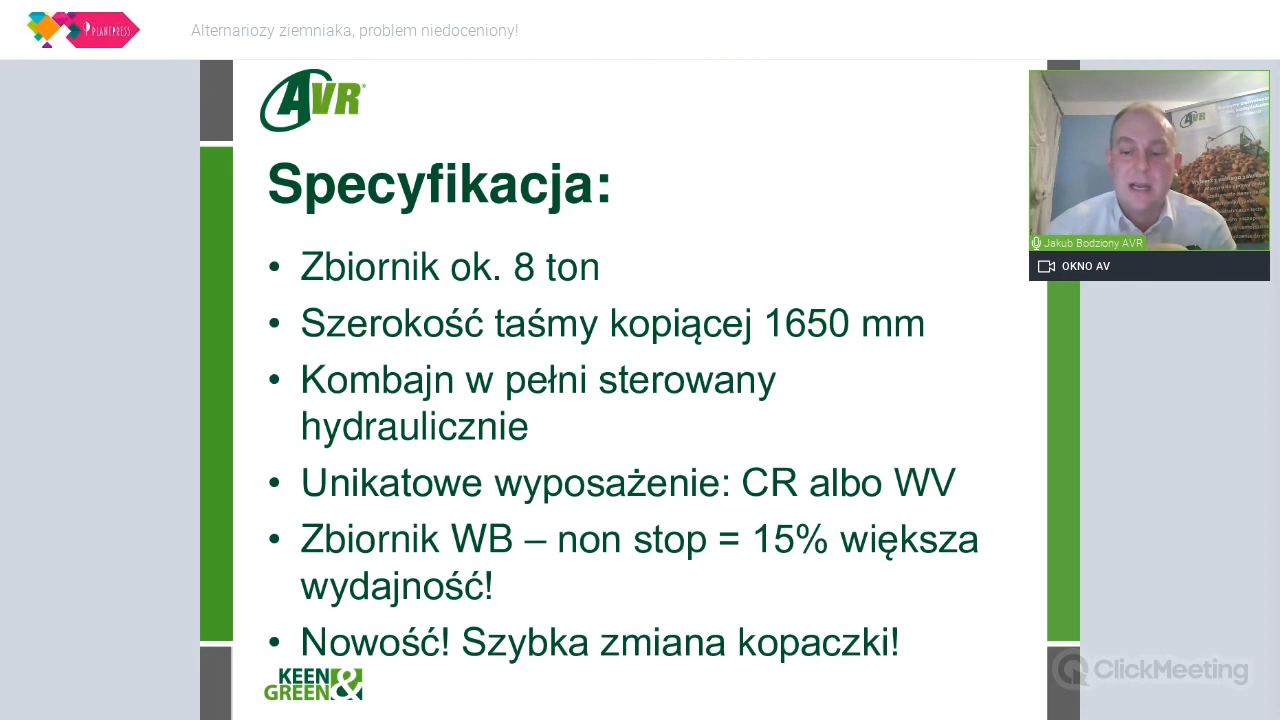 PLANTPRESS
Alternariozy ziemniaka, problem niedoceniony!
AVR
Specyfikacja:
• Zbiornik ok. 8 ton
• Szerokość taśmy kopiącej 1650 mm
• Kombajn w pełni sterowany
hydraulicznie
• Unikatowe wyposażenie: CR albo WV
• Zbiornik WB – non stop = 15% większa
wydajność!
• Nowość! Szybka zmiana kopaczki!
KEEN
GREEN &
AVR
Jakub Bodziony AVR
OKNO AV
ClickMeeting